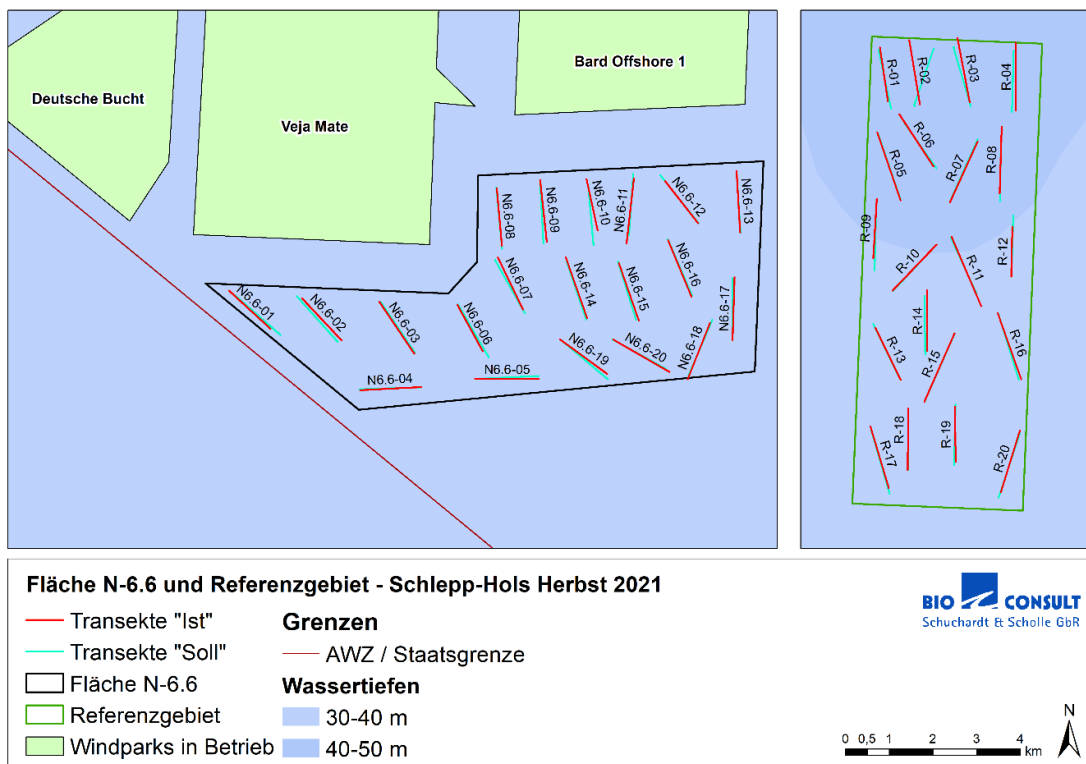 Deutsche Bucht
Veja Mate
Bard Offshore 1
N6.6-01
N6.6-02
N6.6-03
N6.6-04
N6.6-05
N6.6-06
N6.6-07
N6.6-08
N6.6-09
N6.6-10
N6.6-11
N6.6-12
N6.6-13
N6.6-14
N6.6-15
N6.6-16
N6.6-17
N6.6-18
N6.6-19
N6.6-20
R-01
R-02
R-03
R-04
R-05
R-06
R-07
R-08
R-09
R-10
R-11
R-12
R-13
R-14
R-15
R-16
R-17
R-18
R-19
R-20
Fläche N-6.6 und Referenzgebiet - Schlepp-Hols Herbst 2021
Transekte "Ist"
Transekte "Soll"
Fläche N-6.6
Referenzgebiet
Windparks in Betrieb
Grenzen
AWZ / Staatsgrenze
Wassertiefen
30-40 m
40-50 m
BIO CONSULT
Schuchardt & Scholle GbR
N
0 0,5 1 2 3 4
km